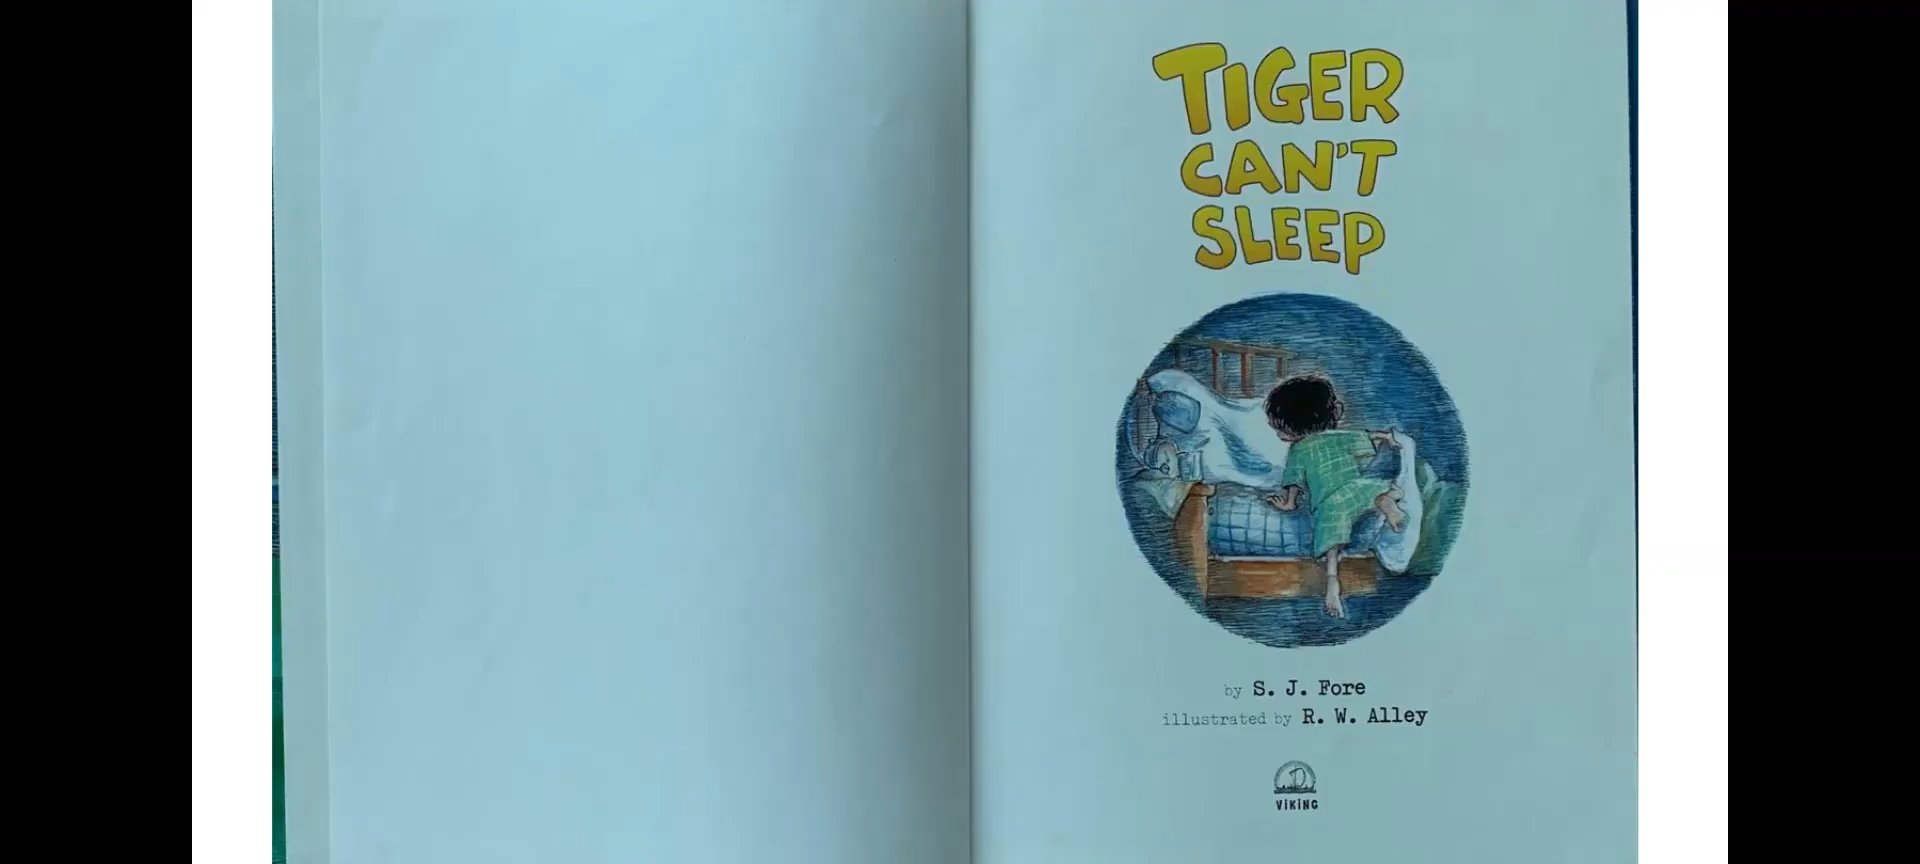 TIGER
CAN'T
SLEEP
by S. J. Fore
illustrated by R. W. Alley
VIKING